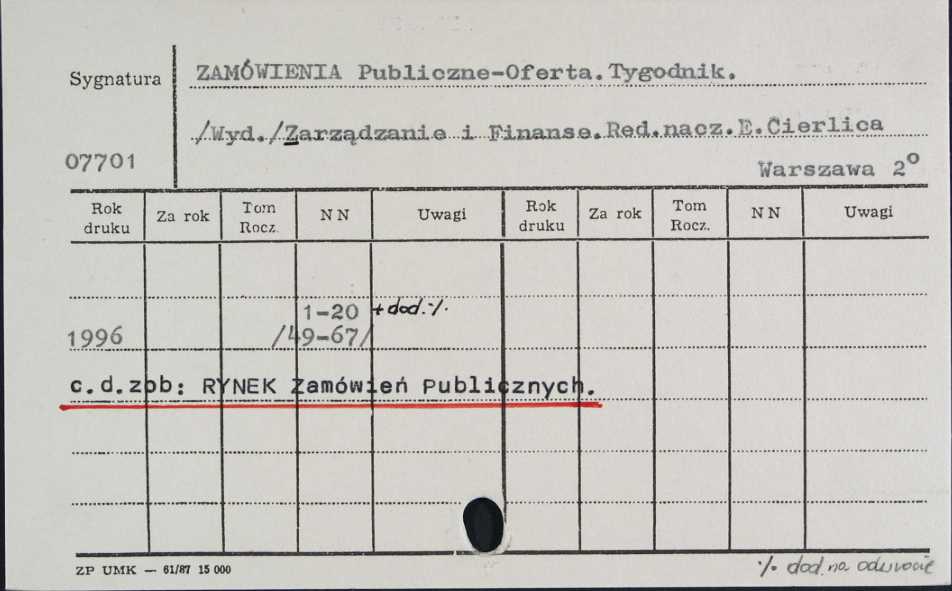 Sygnatura
ZAMÓWIENIA Publiczne-Oferta.Tygodnik.
/Wyd./Zarządzanie i Finanse.Red.nacz.E.Cierlica
07701
Warszawa 2º
Rok druku Za rok Tom Rocz. NN Uwagi Rok druku Za rok Tom Rocz. NN Uwagi
1-20 +dod.·/·
1996 /49-67/
c.d.zob: RYNEK Zamówień Publicznych.
ZP UMK — 61/87 15 000
·/· dod. na odwrocie